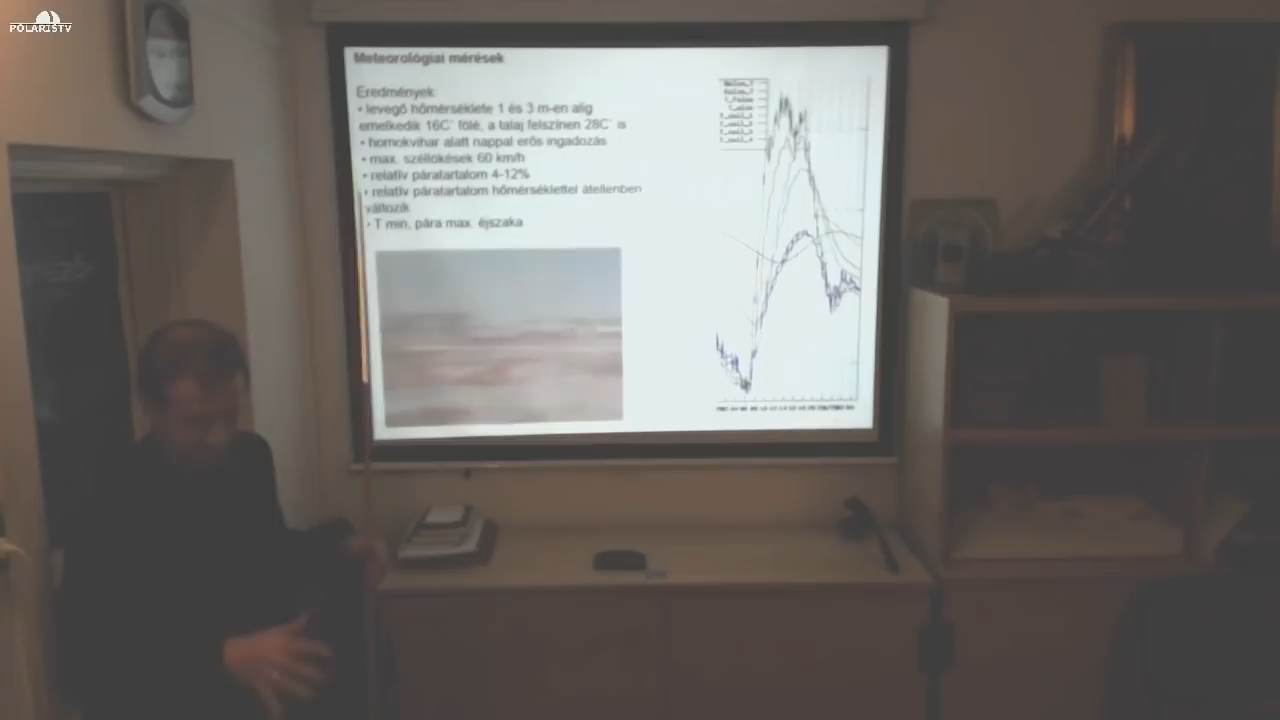 POLARISTV
Meteorológiai mérések
Eredmények:
• levegő hőmérséklete 1 és 3 m-en alig
emelkedik 16C° fölé, a talaj felszínen 28C° is
• homokvihar alatt nappal erős ingadozás
• max. széllökések 60 km/h
• relatív páratartalom 4-12%
• relatív páratartalom hőmérséklettel átellenben
változik
• T min, pára max. éjszaka